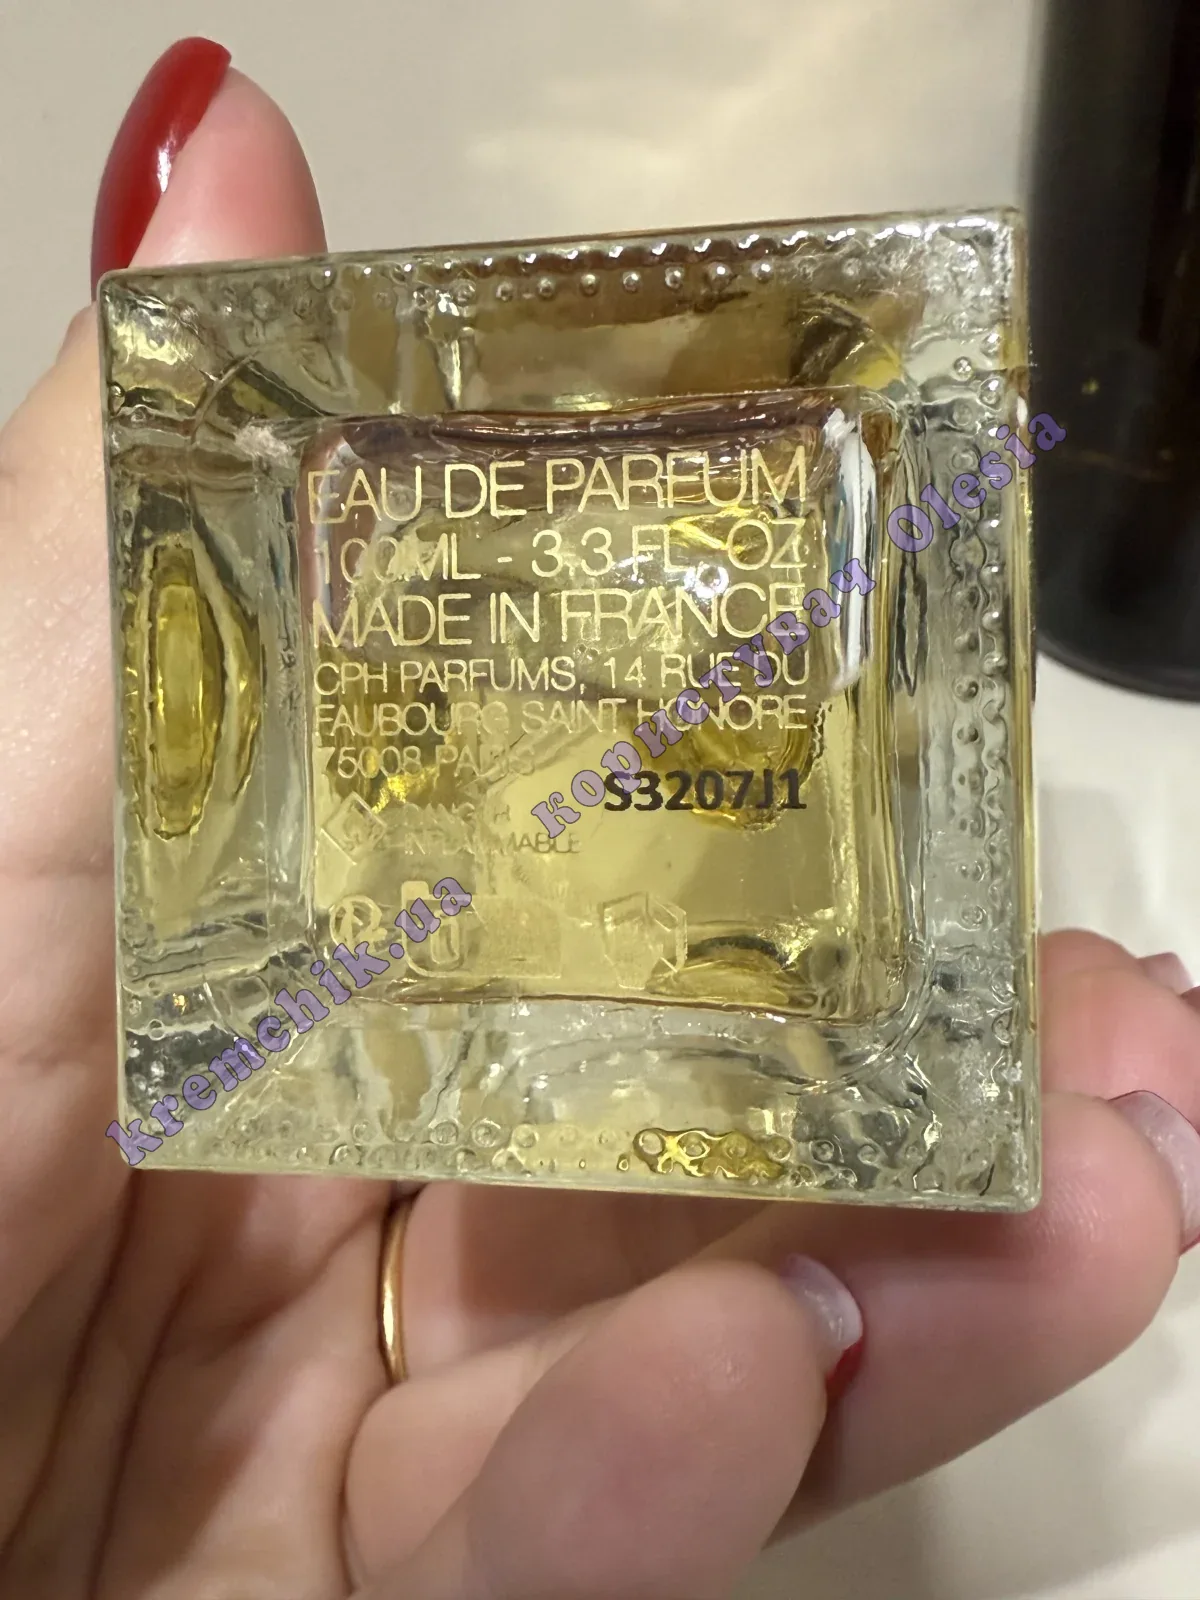 EAU DE PARFUM
100ML - 3.3 FL. OZ.
MADE IN FRANCE
CPH PARFUMS, 14 RUE DU
FAUBOURG SAINT HONORE
75008 PARIS
S3207J1
kremchik.ua користувач Olesia